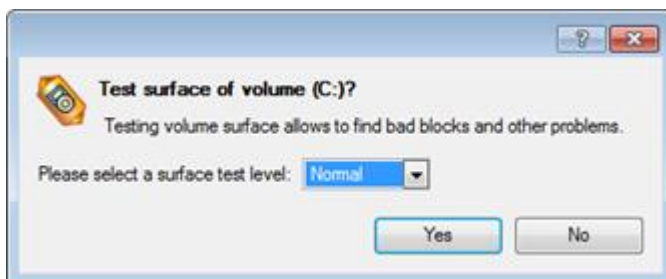 Test surface of volume (C:)?
Testing volume surface allows to find bad blocks and other problems.
Please select a surface test level: Normal
Yes No